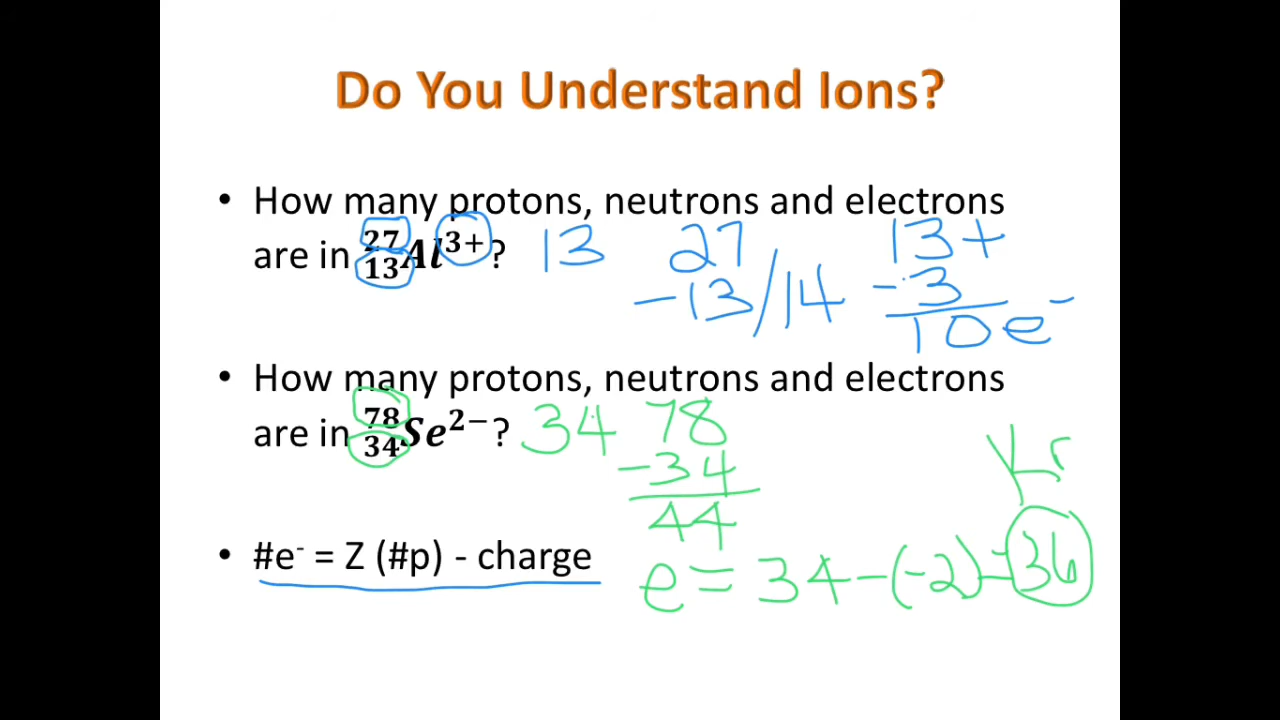 Do You Understand Ions?
• How many protons, neutrons and electrons
are in ²⁷₁₃Al³⁺? 13 27 13+
-13/14 -3
10e⁻
• How many protons, neutrons and electrons
are in ⁷⁸₃₄Se²⁻? 34 78 Kr
-34
44
• #e⁻ = Z (#p) - charge
e = 34-(-2)=36